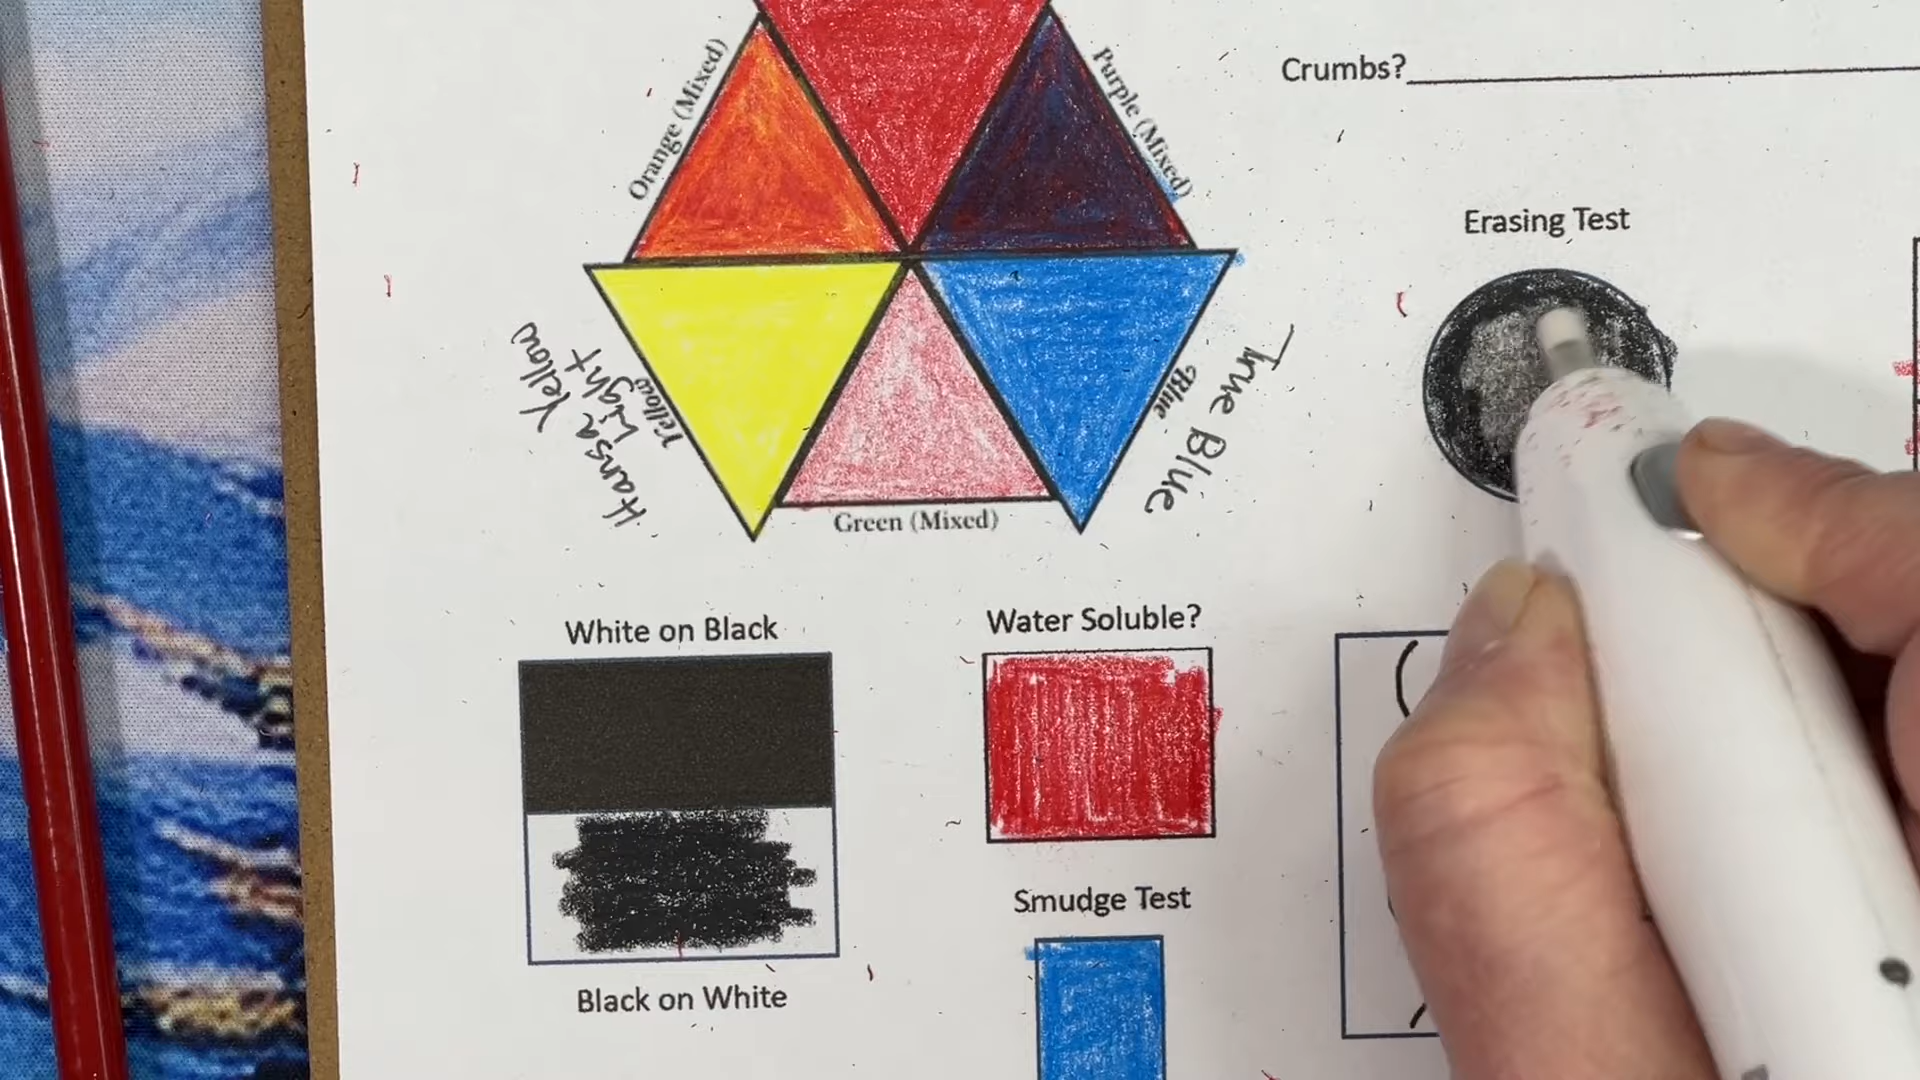 Orange (Mixed)
Purple (Mixed)
Crumbs?
Erasing Test
Hansa Yellow
Light
Yellow
Blue
True Blue
Green (Mixed)
White on Black
Water Soluble?
Smudge Test
Black on White